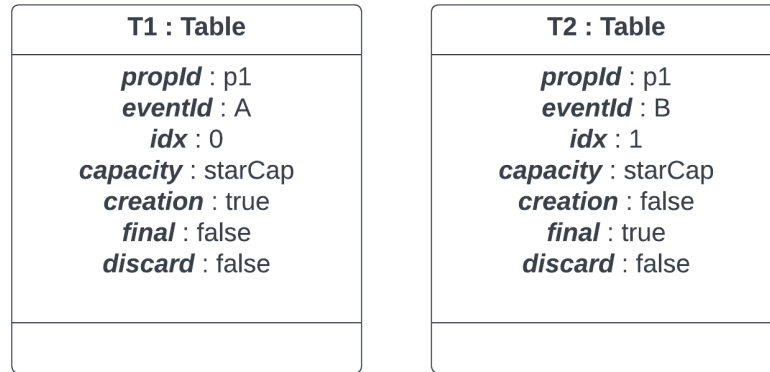 T1 : Table
propId : p1
eventId : A
idx : 0
capacity : starCap
creation : true
final : false
discard : false
T2 : Table
propId : p1
eventId : B
idx : 1
capacity : starCap
creation : false
final : true
discard : false